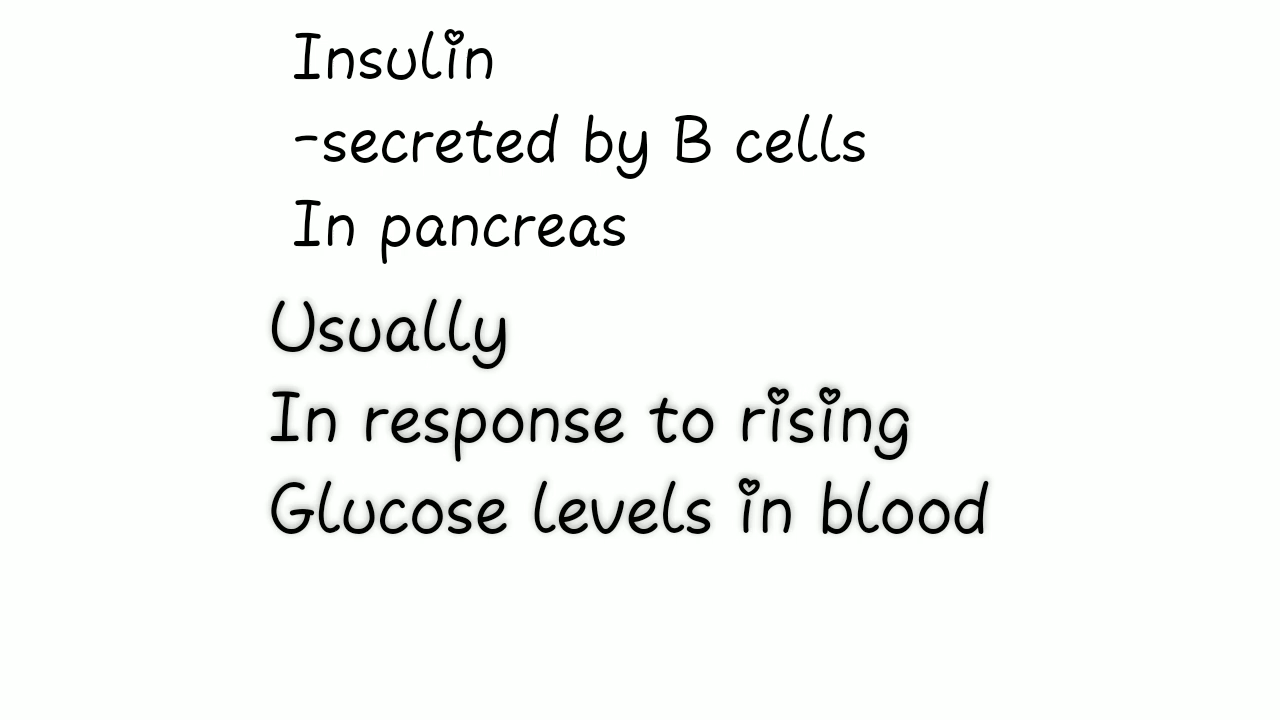 Insulin
-secreted by B cells
In pancreas
Usually
In response to rising
Glucose levels in blood